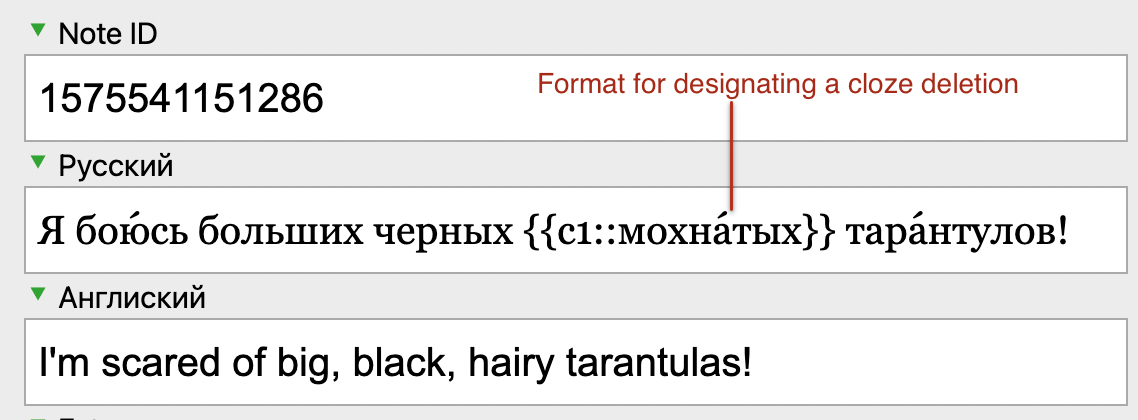 Note ID
1575541151286
Format for designating a cloze deletion
Русский
Я бою́сь больших черных {{c1::мохна́тых}} тара́нтулов!
Англиский
I'm scared of big, black, hairy tarantulas!